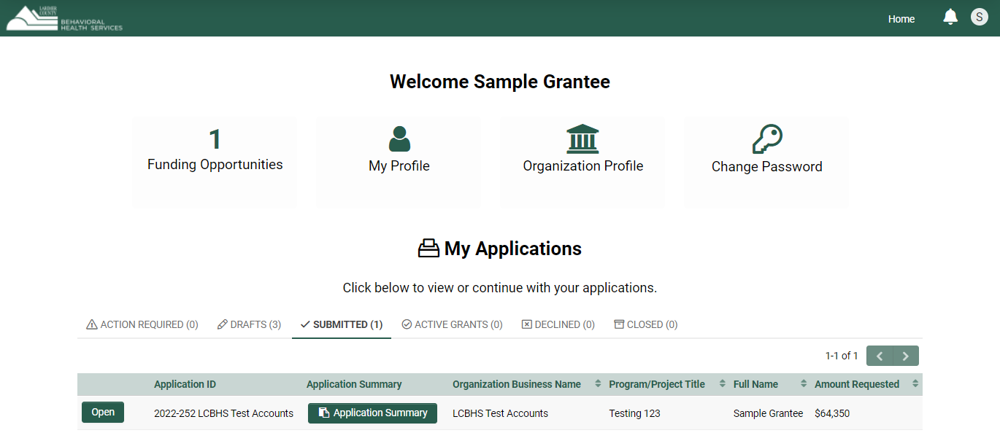 LARIMER
COUNTY
BEHAVIORAL
HEALTH SERVICES
Home
S
Welcome Sample Grantee
1
Funding Opportunities
My Profile
Organization Profile
Change Password
My Applications
Click below to view or continue with your applications.
ACTION REQUIRED (0) DRAFTS (3) SUBMITTED (1) ACTIVE GRANTS (0) DECLINED (0) CLOSED (0)
1-1 of 1
Application ID Application Summary Organization Business Name Program/Project Title Full Name Amount Requested
Open 2022-252 LCBHS Test Accounts Application Summary LCBHS Test Accounts Testing 123 Sample Grantee $64,350